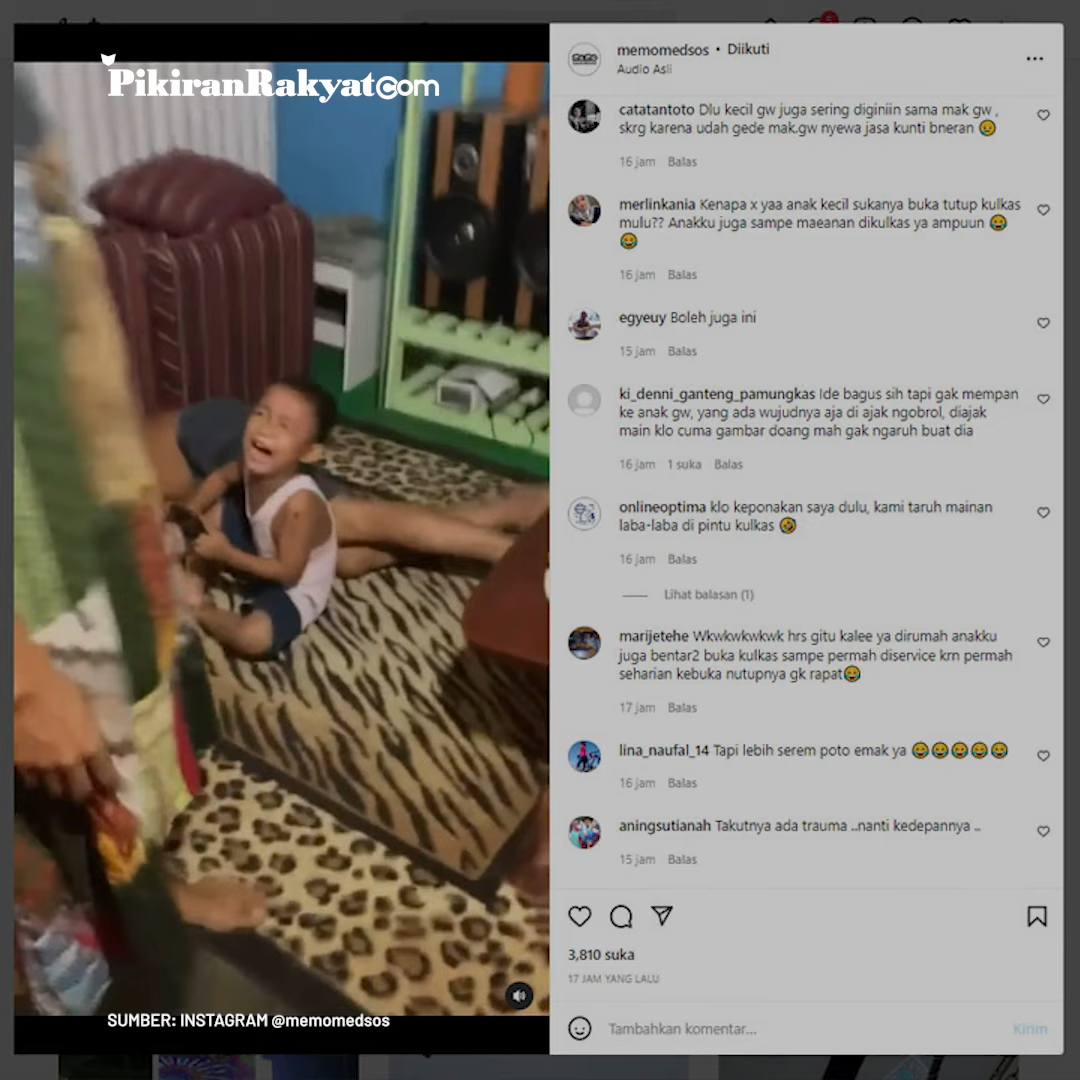 PikiranRakyat.com
memomedsos • Diikuti
Audio Asli
catatantoto Dlu kecil gw juga sering diginiin sama mak gw ,
skrg karena udah gede mak.gw nyewa jasa kunti bneran 😢
16 jam Balas
merlinkania Kenapa x yaa anak kecil sukanya buka tutup kulkas
mulu?? Anakku juga sampe maeanan dikulkas ya ampuun 😂
😂
16 jam Balas
egyeuy Boleh juga ini
15 jam Balas
ki_denni_ganteng_pamungkas Ide bagus sih tapi gak mempan
ke anak gw, yang ada wujudnya aja di ajak ngobrol, diajak
main klo cuma gambar doang mah gak ngaruh buat dia
16 jam 1 suka Balas
onlineoptima klo keponakan saya dulu, kami taruh mainan
laba-laba di pintu kulkas 🤣
16 jam Balas
Lihat balasan (1)
marijetehe Wkwkwkwkwk hrs gitu kalee ya dirumah anakku
juga bentar2 buka kulkas sampe permah diservice krn permah
seharian kebuka nutupnya gk rapat😂
17 jam Balas
lina_naufal_14 Tapi lebih serem poto emak ya 😂😂😂😂😂
16 jam Balas
aningsutianah Takutnya ada trauma ..nanti kedepannya ..
15 jam Balas
3,810 suka
17 JAM YANG LALU
Tambahkan komentar...
Kirim
SUMBER: INSTAGRAM @memomedsos